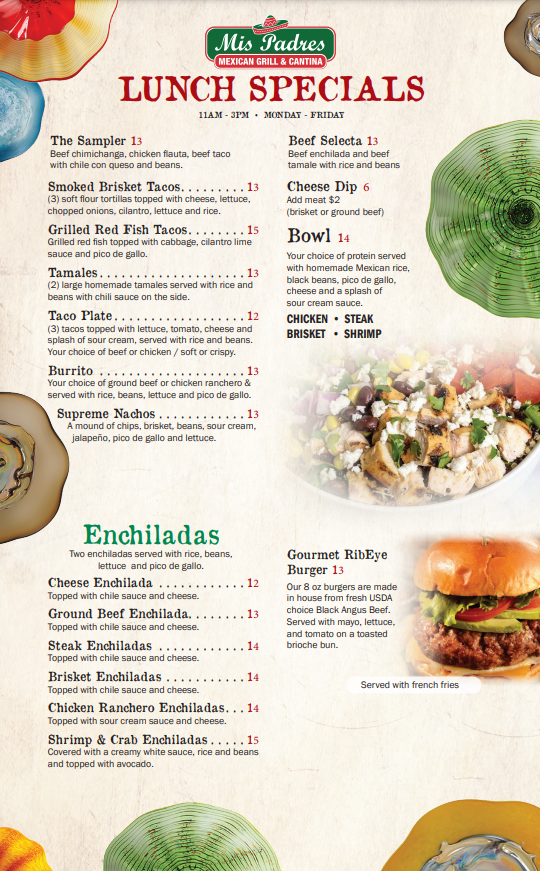 Mis Padres
MEXICAN GRILL & CANTINA
LUNCH SPECIALS
11AM - 3PM • MONDAY - FRIDAY
The Sampler 13
Beef chimichanga, chicken flauta, beef taco
with chile con queso and beans.
Smoked Brisket Tacos. . . . . . . . . 13
(3) soft flour tortillas topped with cheese, lettuce,
chopped onions, cilantro, lettuce and rice.
Grilled Red Fish Tacos. . . . . . . . 15
Grilled red fish topped with cabbage, cilantro lime
sauce and pico de gallo.
Tamales. . . . . . . . . . . . . . . . . . . . . 13
(2) large homemade tamales served with rice and
beans with chili sauce on the side.
Taco Plate . . . . . . . . . . . . . . . . . . . 12
(3) tacos topped with lettuce, tomato, cheese and
splash of sour cream, served with rice and beans.
Your choice of beef or chicken / soft or crispy.
Burrito . . . . . . . . . . . . . . . . . . . . . 13
Your choice of ground beef or chicken ranchero &
served with rice, beans, lettuce and pico de gallo.
Supreme Nachos . . . . . . . . . . . . 13
A mound of chips, brisket, beans, sour cream,
jalapeño, pico de gallo and lettuce.
Enchiladas
Two enchiladas served with rice, beans,
lettuce and pico de gallo.
Cheese Enchilada . . . . . . . . . . . 12
Topped with chile sauce and cheese.
Ground Beef Enchilada. . . . . . . . 13
Topped with chile sauce and cheese.
Steak Enchiladas . . . . . . . . . . . 14
Topped with chile sauce and cheese.
Brisket Enchiladas . . . . . . . . . . 14
Topped with chile sauce and cheese.
Chicken Ranchero Enchiladas. . . 14
Topped with sour cream sauce and cheese.
Shrimp & Crab Enchiladas . . . . . 15
Covered with a creamy white sauce, rice and beans
and topped with avocado.
Beef Selecta 13
Beef enchilada and beef
tamale with rice and beans
Cheese Dip 6
Add meat $2
(brisket or ground beef)
Bowl 14
Your choice of protein served
with homemade Mexican rice,
black beans, pico de gallo,
cheese and a splash of
sour cream sauce.
CHICKEN • STEAK
BRISKET • SHRIMP
Gourmet RibEye
Burger 13
Our 8 oz burgers are made
in house from fresh USDA
choice Black Angus Beef.
Served with mayo, lettuce,
and tomato on a toasted
brioche bun.
Served with french fries